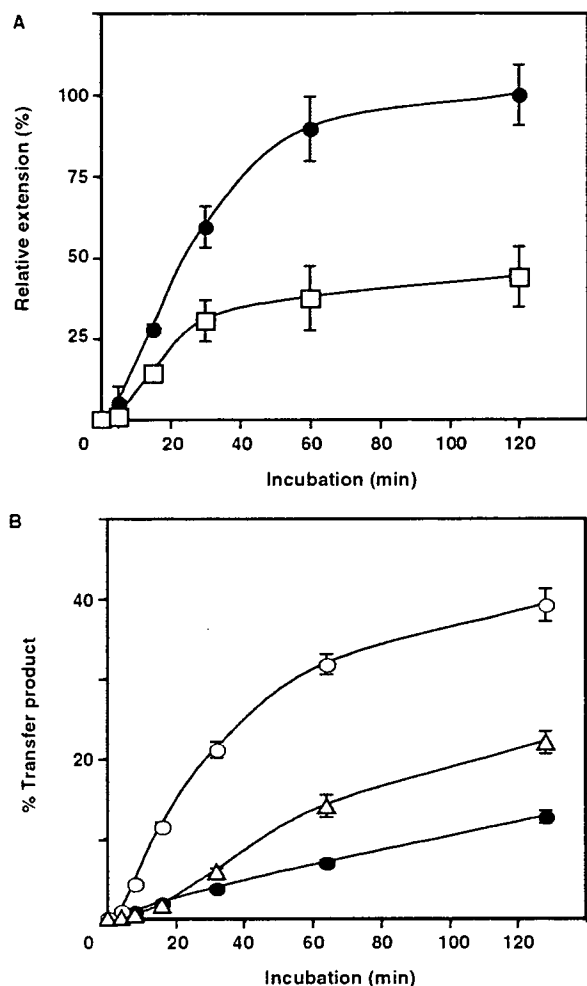 A
Relative extension (%)
100
75
50
25
0 20 40 60 80 100 120
Incubation (min)
B
% Transfer product
40
20
0 20 40 60 80 100 120
Incubation (min)